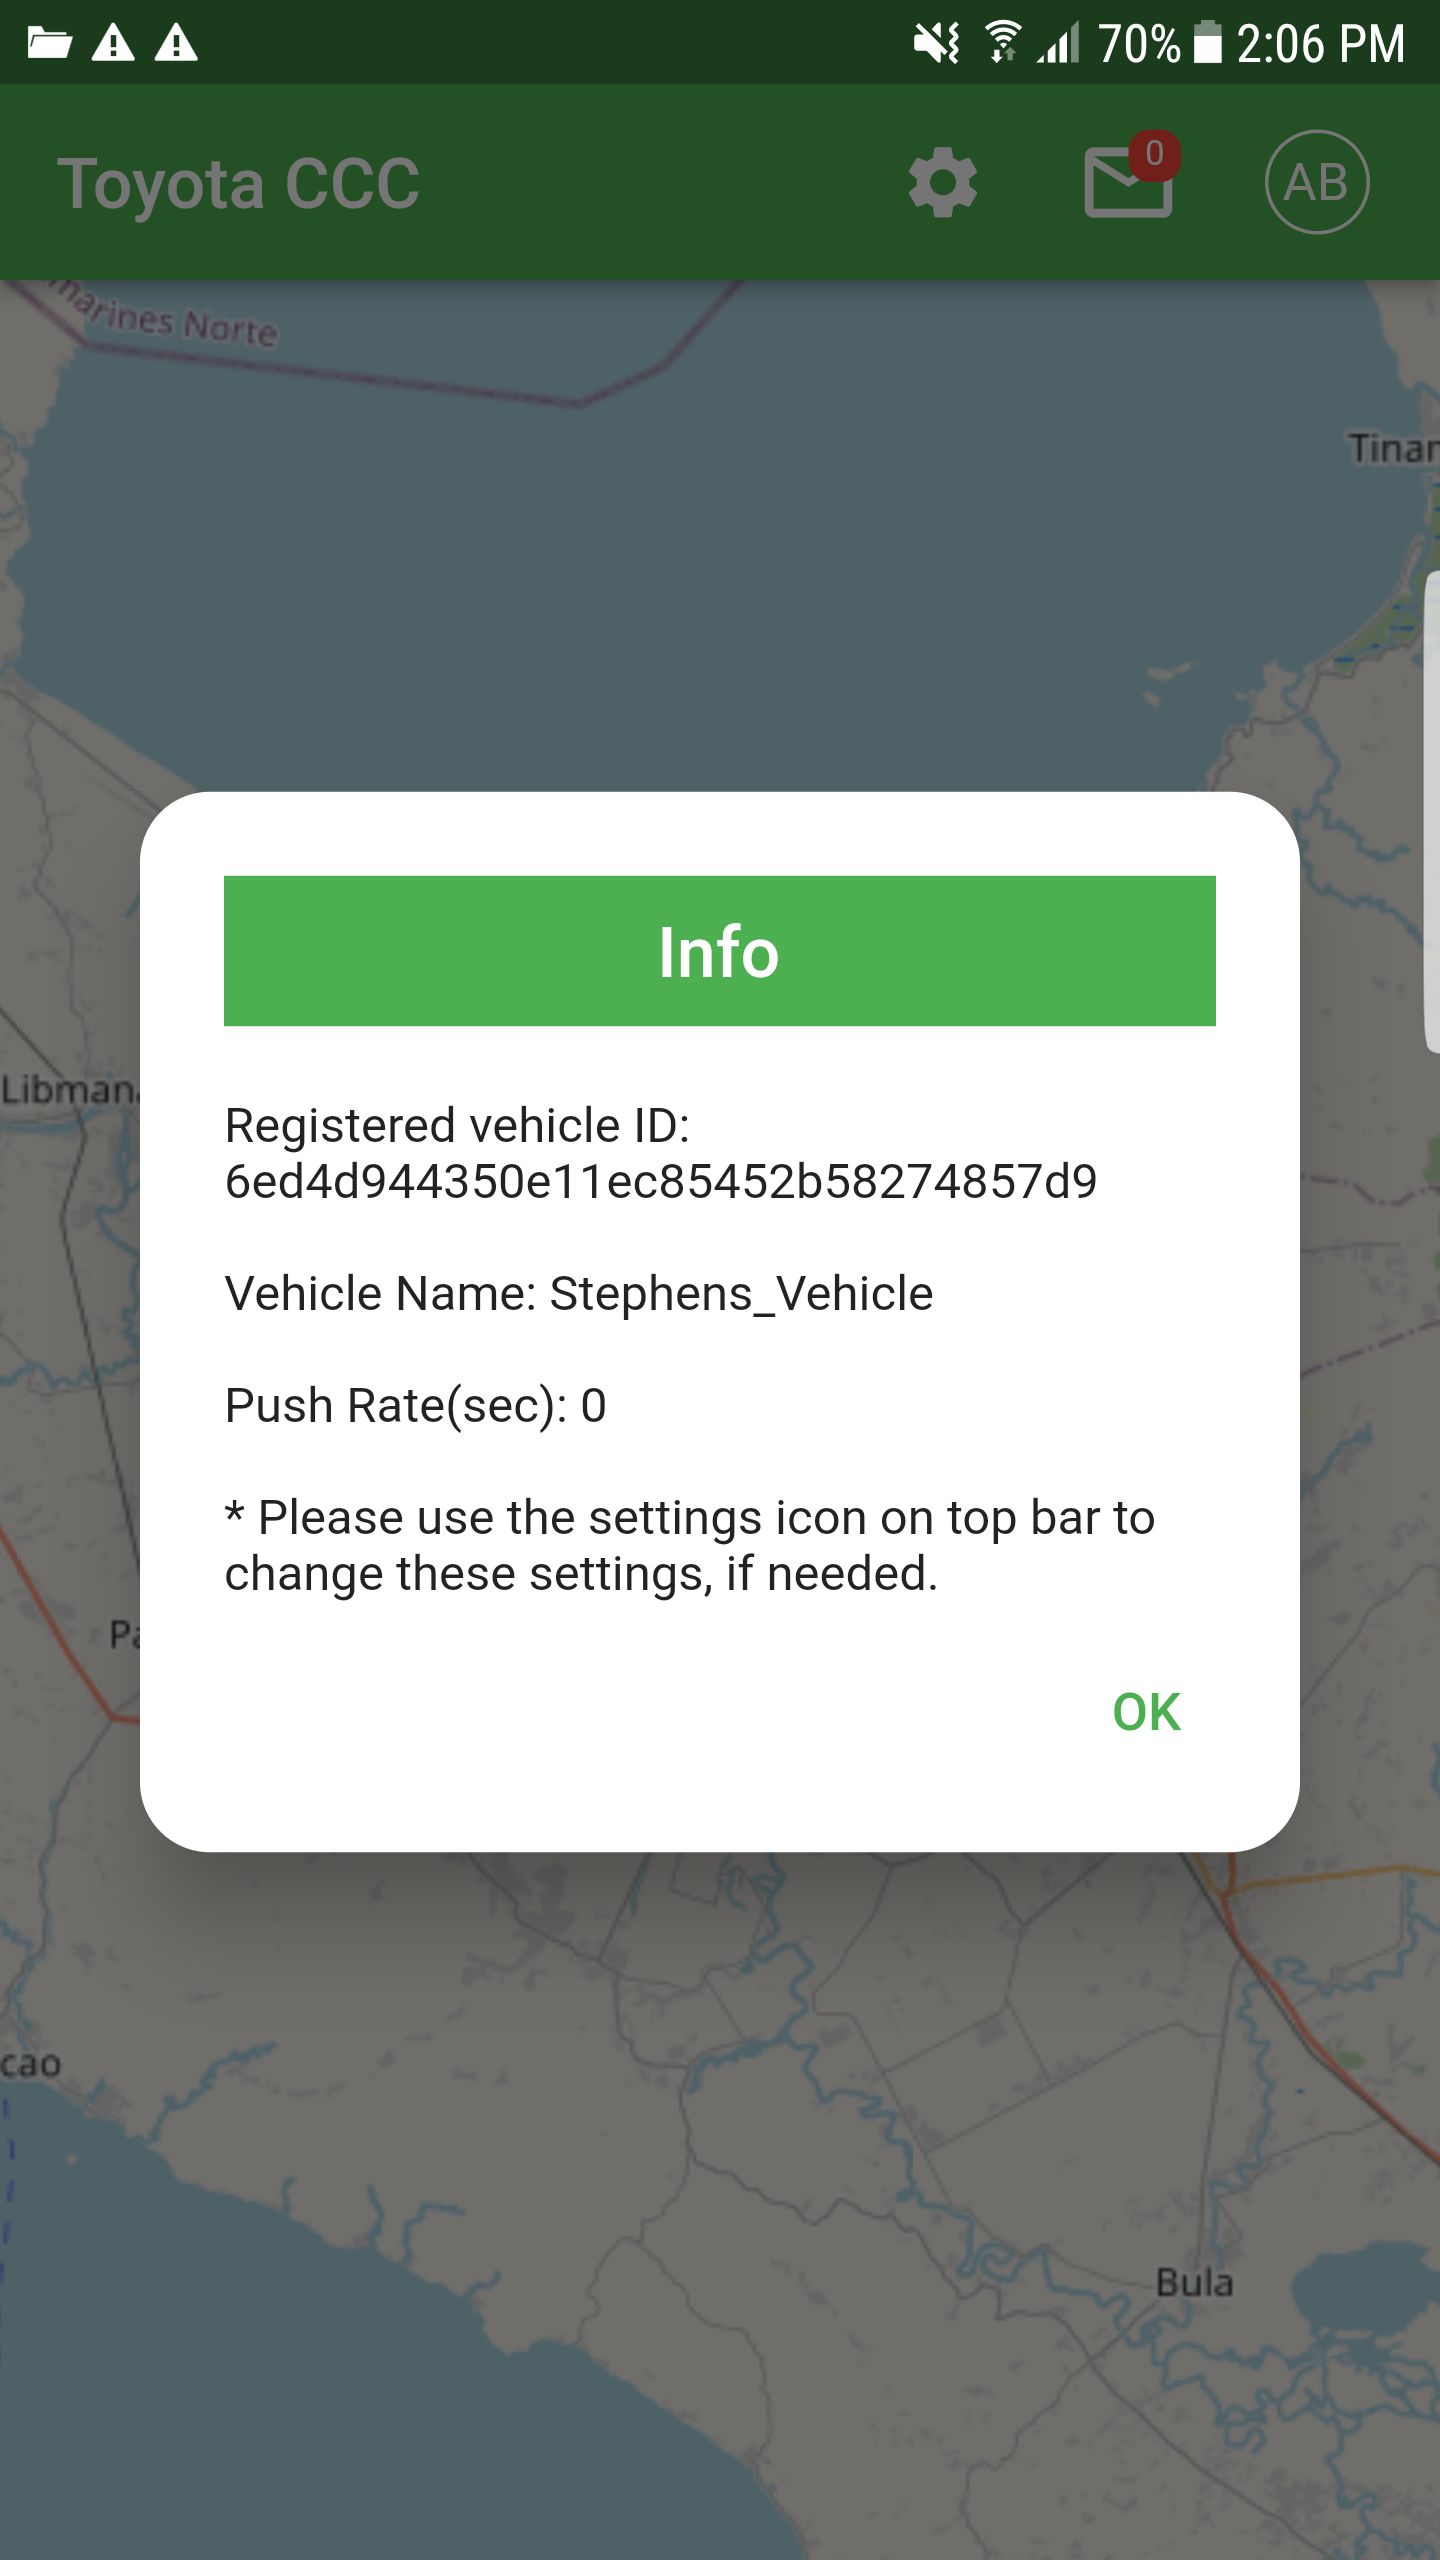 70% 2:06 PM
Toyota CCC
0
AB
marines Norte
Tinar
Info
Libmana
Registered vehicle ID:
6ed4d944350e11ec85452b58274857d9
Vehicle Name: Stephens_Vehicle
Push Rate(sec): 0
* Please use the settings icon on top bar to
change these settings, if needed.
Pa
OK
cao
Bula